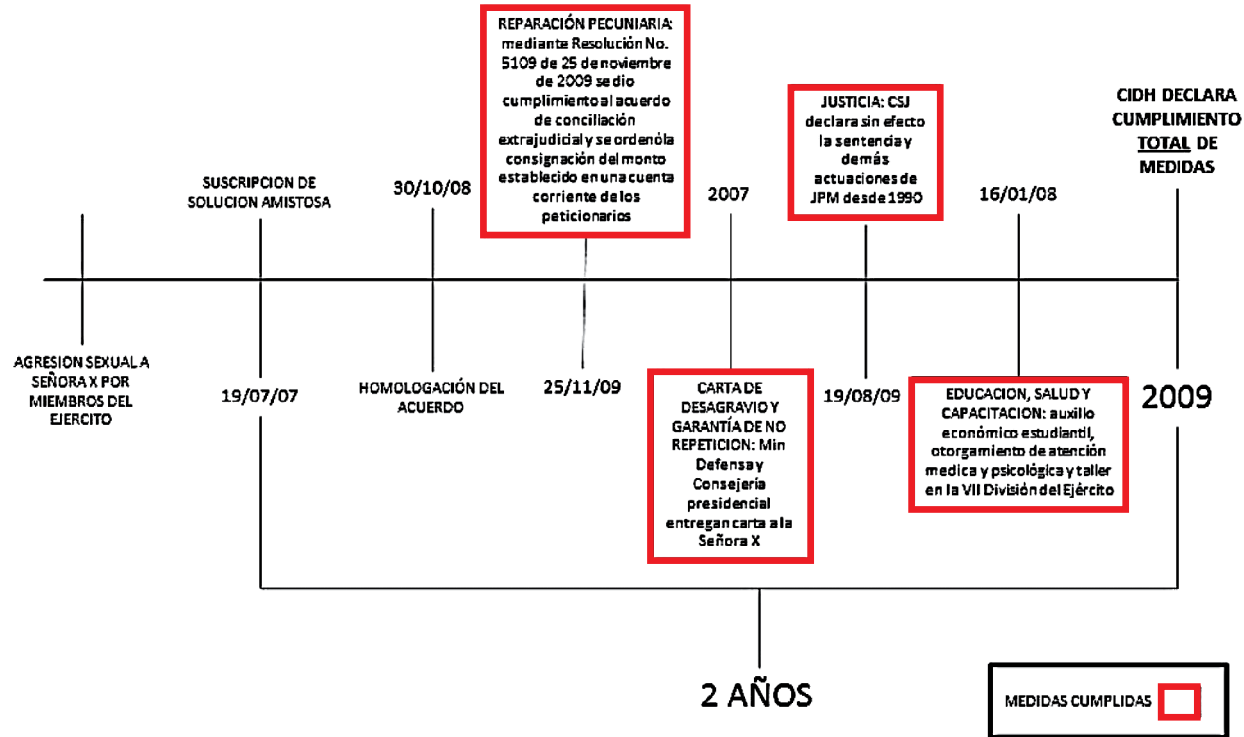 AGRESION SEXUAL A
SEÑORA X POR
MIEMBROS DEL
EJERCITO
SUSCRIPCION DE
SOLUCION AMISTOSA
19/07/07
30/10/08
HOMOLOGACIÓN DEL
ACUERDO
REPARACIÓN PECUNIARIA:
mediante Resolución No.
5109 de 25 de noviembre
de 2009 se dio
cumplimiento al acuerdo
de conciliación
extrajudicial y se ordenó la
consignación del monto
establecido en una cuenta
corriente de los
peticionarios
25/11/09
2007
CARTA DE
DESAGRAVIO Y
GARANTÍA DE NO
REPETICION: Min
Defensa y
Consejería
presidencial
entregan carta a la
Señora X
JUSTICIA: CSJ
declara sin efecto
la sentencia y
demás
actuaciones de
JPM desde 1990
19/08/09
16/01/08
EDUCACION, SALUD Y
CAPACITACION: auxilio
económico estudiantil,
otorgamiento de atención
medica y psicológica y taller
en la VII División del Ejército
CIDH DECLARA
CUMPLIMIENTO
TOTAL DE
MEDIDAS
2009
2 AÑOS
MEDIDAS CUMPLIDAS